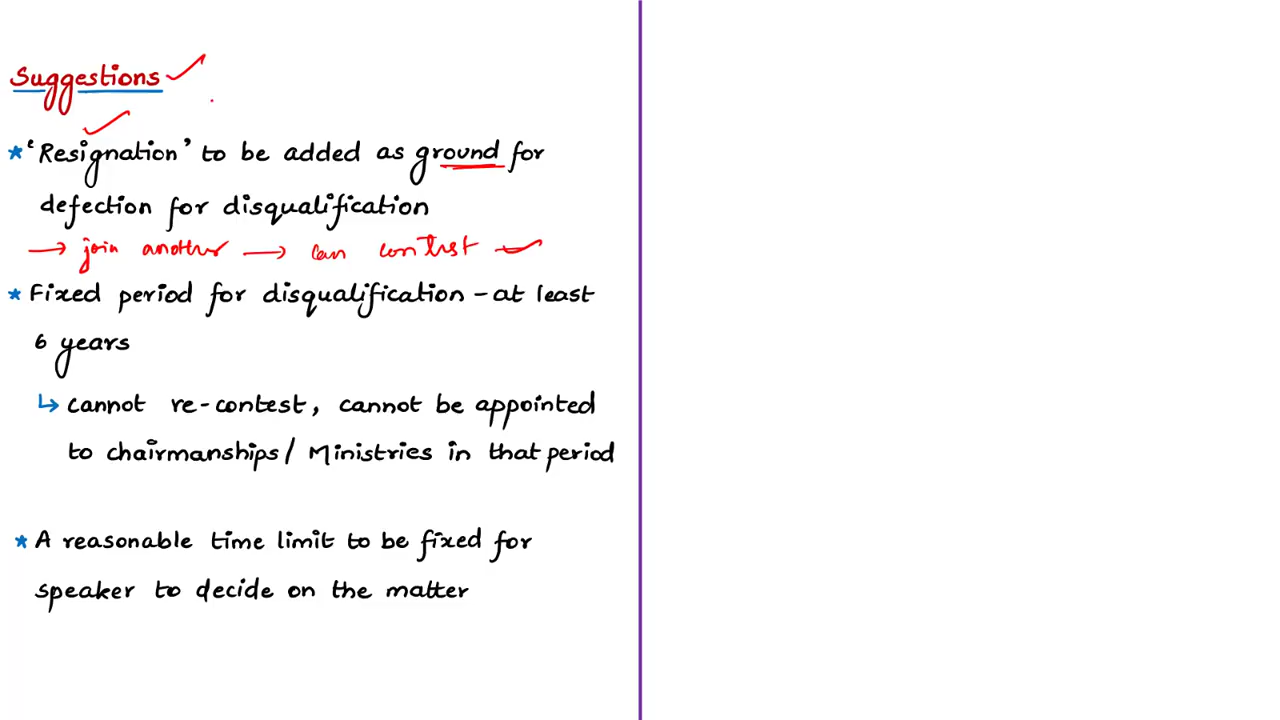 Suggestions
* 'Resignation' to be added as ground for
defection for disqualification
→ join another → can contest
* Fixed period for disqualification - at least
6 years
↳ cannot re-contest, cannot be appointed
to chairmanships/ Ministries in that period
* A reasonable time limit to be fixed for
speaker to decide on the matter